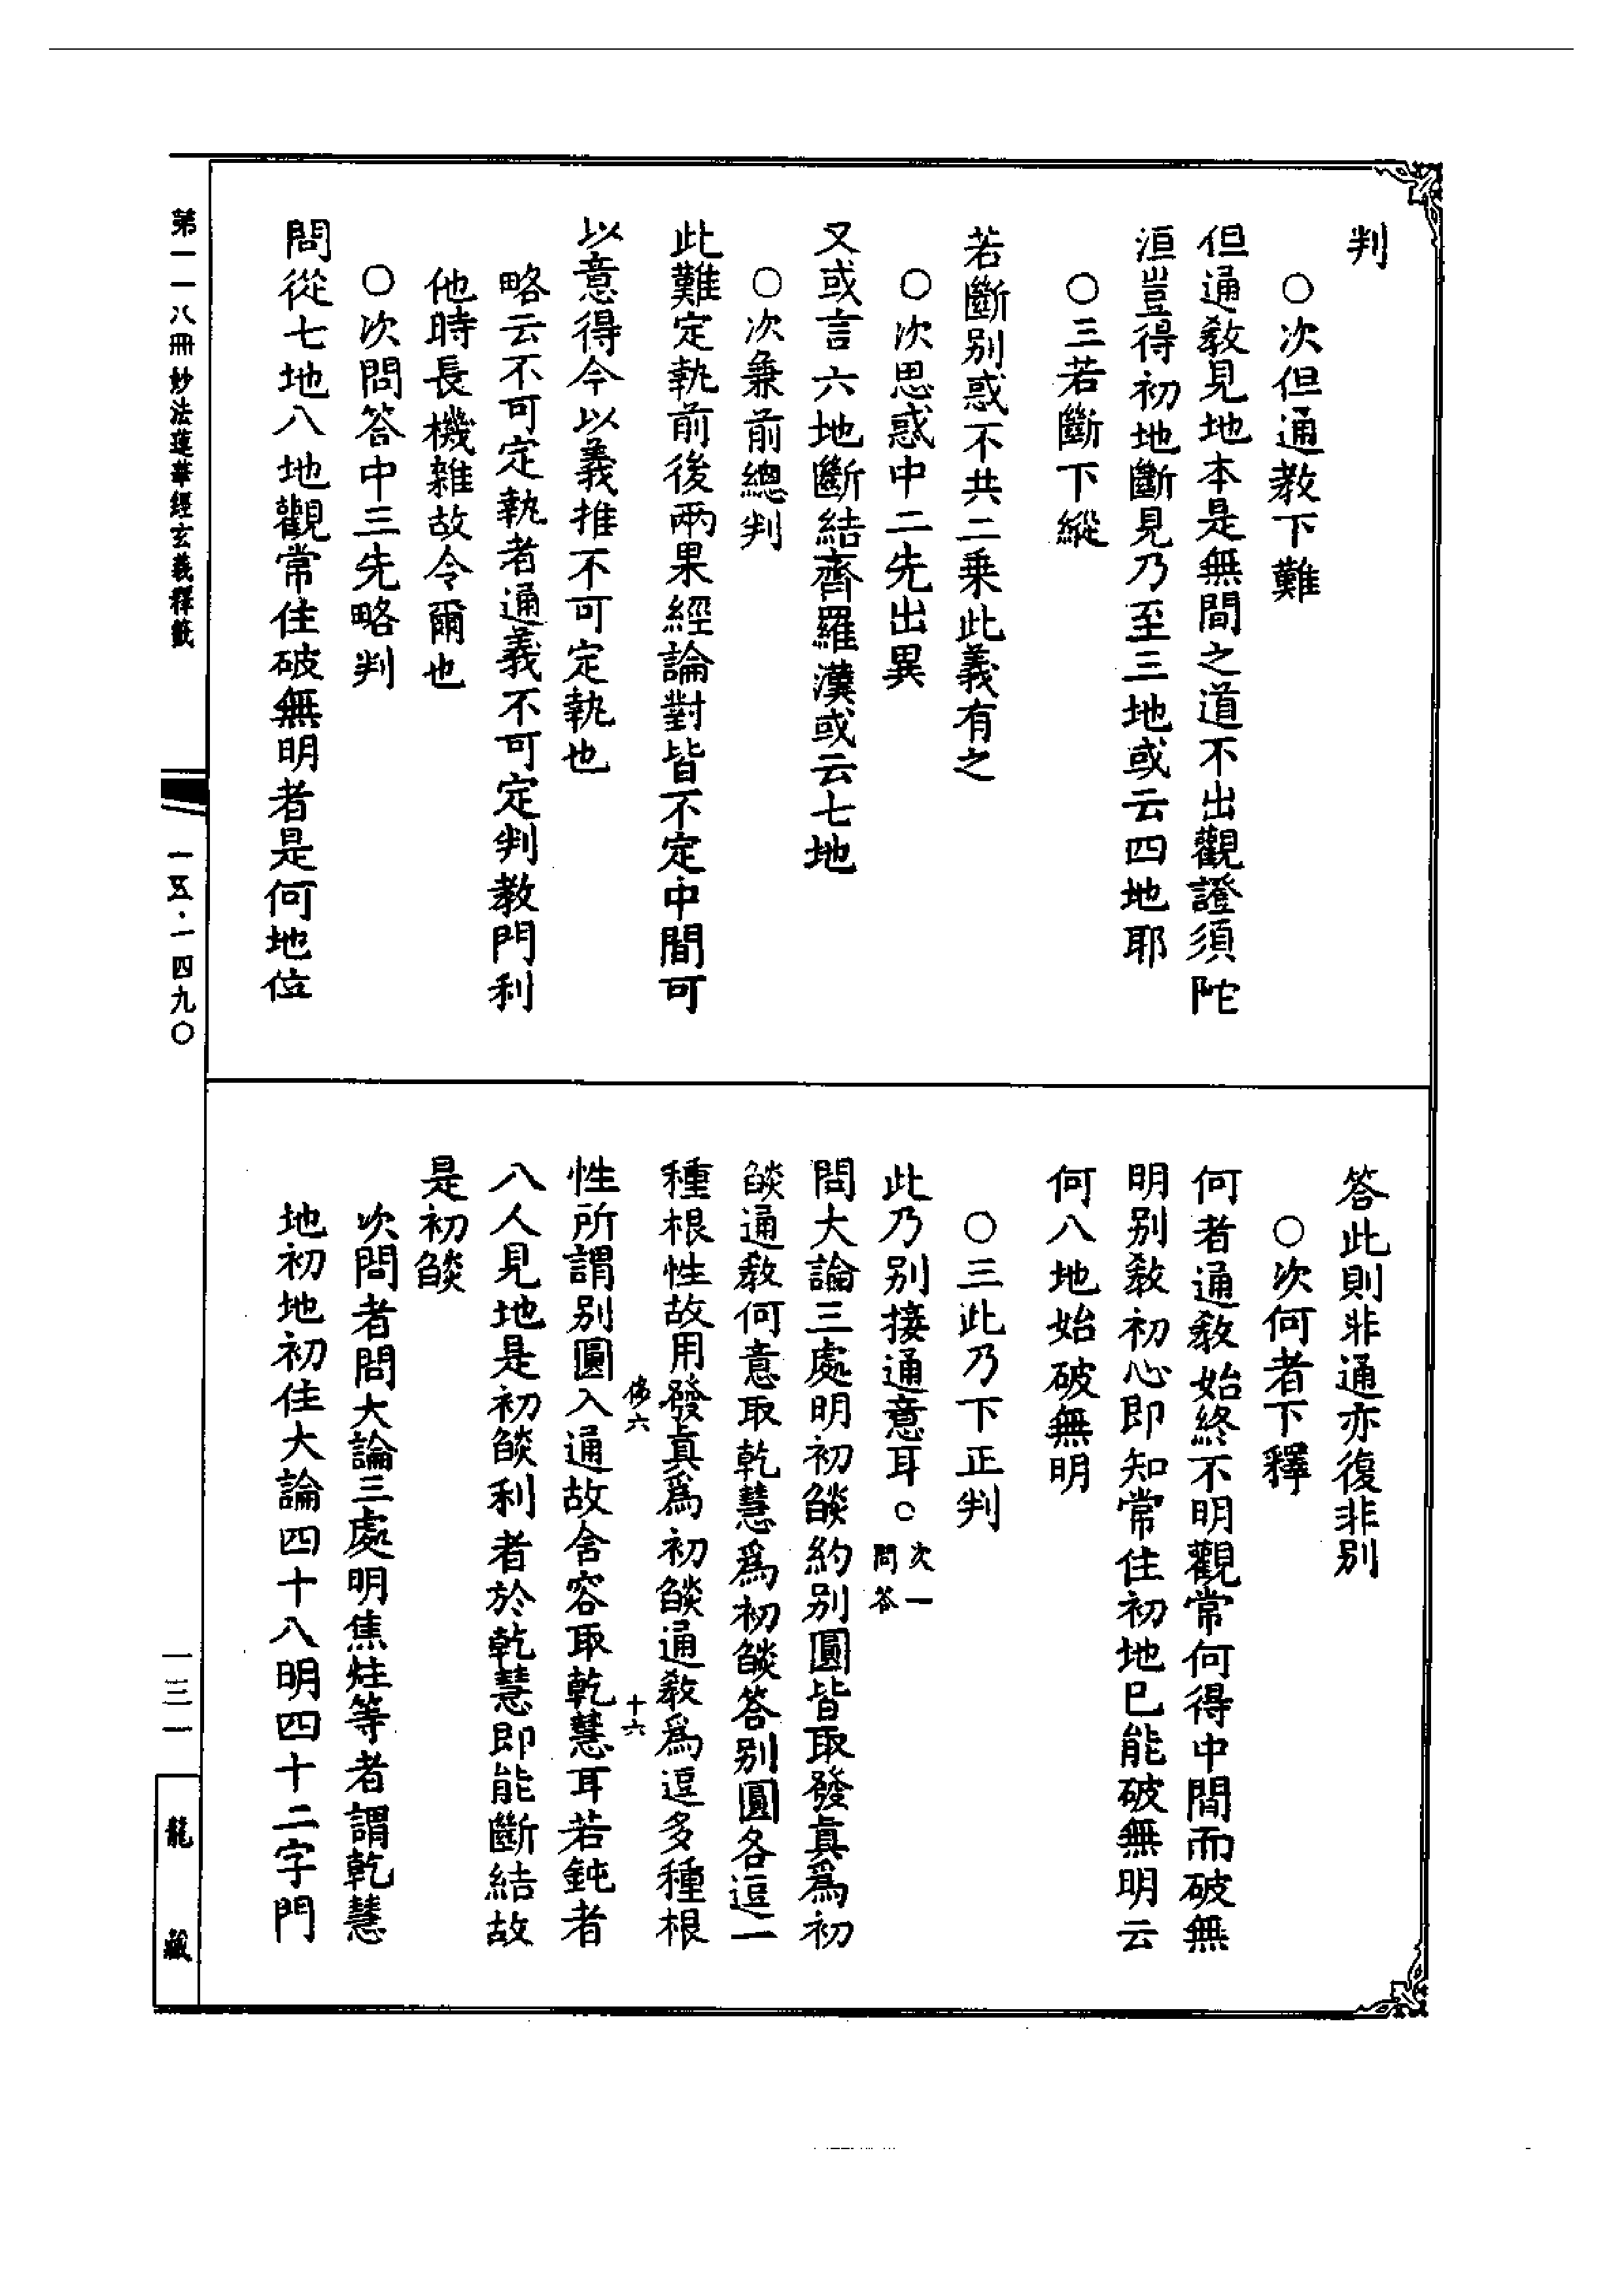 判
○次但通教下難
但通教見地本是無間之道不出觀證須陀
洹豈得初地斷見乃至三地或云四地耶
○三若斷下縱
若斷別惑不共二乘此義有之
○次思惑中二先出異
又或言六地斷結齊羅漢或云七地
○次兼前總判
此難定執前後兩果經論對皆不定中間可
以意得今以義推不可定執也
略云不可定執者通義不可定判教門利
他時長機雜故令爾也
○次問答中三先略判
問從七地八地觀常住破無明者是何地位
答此則非通亦復非別
○次何者下釋
何者通教始終不明觀常何得中間而破無
明別教初心即知常住初地已能破無明云
何八地始破無明
○三此乃下正判
此乃別接通意耳○次一問答
問大論三處明初燄約別圓皆取發真為初
燄通教何意取乾慧為初燄答別圓各逗一
種根性故用發真為初燄通教為逗多種根
性所謂別圓入通故含容取乾慧耳若鈍者
八人見地是初燄利者於乾慧即能斷結故
是初燄
次問者問大論三處明焦炷等者謂乾慧
地初地初住大論四十八明四十二字門
十六
第一一八冊 妙法蓮華經玄義釋籤
一五·一四九〇
一三一
龍藏